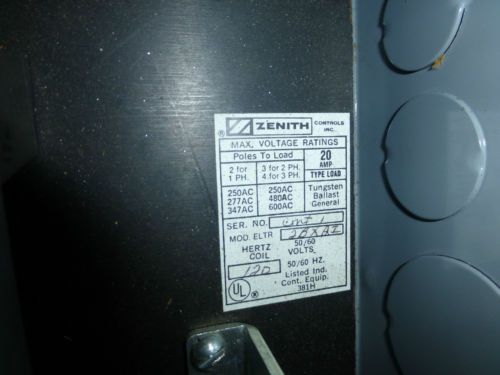 ® ZENITH CONTROLS INC.
MAX. VOLTAGE RATINGS
Poles To Load 20 AMP
2 for 1 PH. 3 for 2 PH. 4 for 3 PH. TYPE LOAD
250AC 250AC Tungsten
277AC 480AC Ballast
347AC 600AC General
SER. NO.
MOD. ELTR
HERTZ 50/60
COIL VOLTS
120 50/60 HZ.
UL ® Listed Ind.
Cont. Equip.
381H